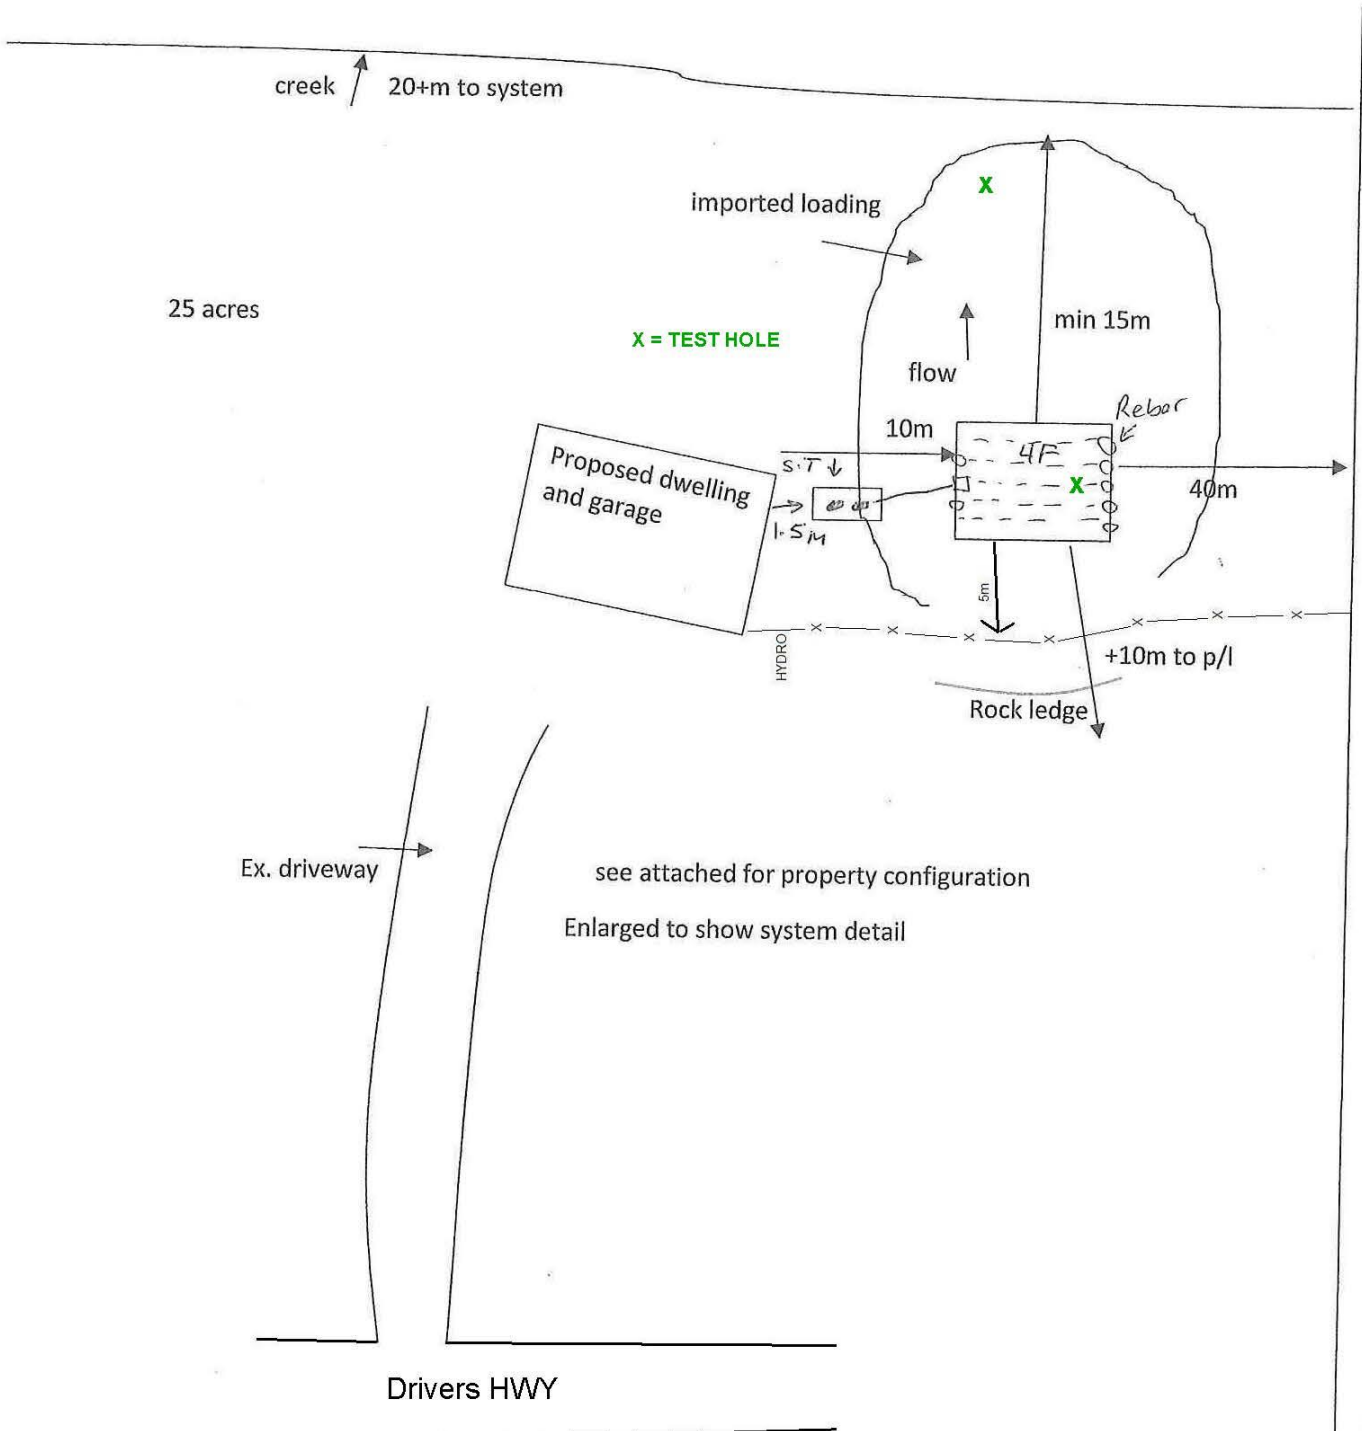 creek
20+m to system
imported loading
X
25 acres
X = TEST HOLE
min 15m
flow
Rebar
10m
S.T
Proposed dwelling
and garage
X
40m
1.5M
5m
HYDRO
x x x x x x x
+10m to p/l
Rock ledge
Ex. driveway
see attached for property configuration
Enlarged to show system detail
Drivers HWY